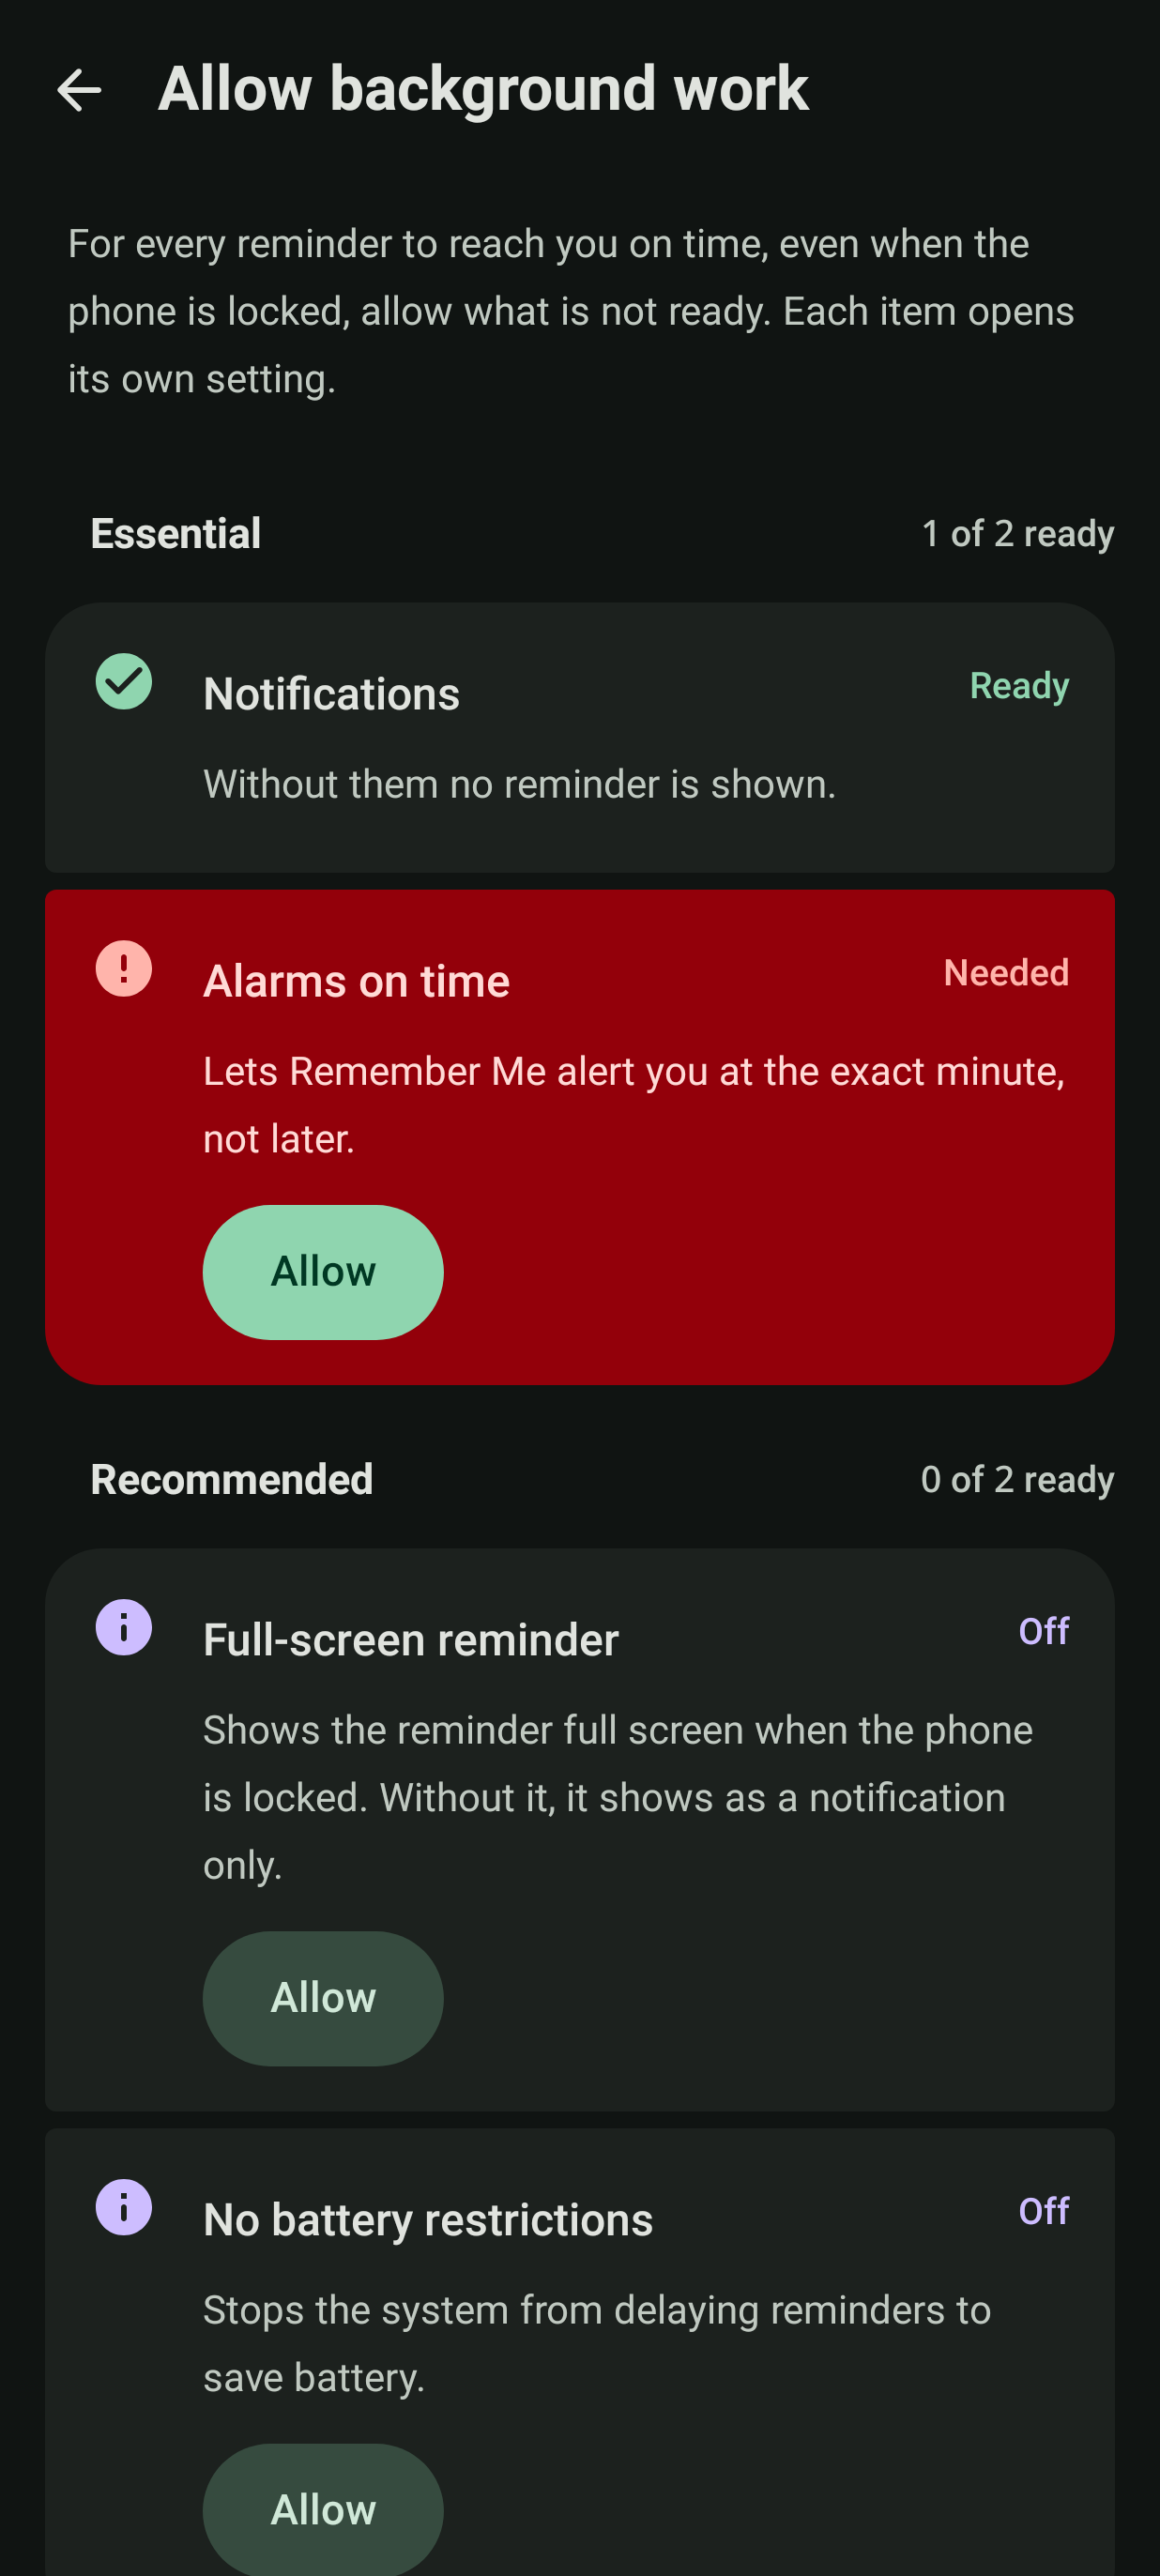 Allow background work
For every reminder to reach you on time, even when the
phone is locked, allow what is not ready. Each item opens
its own setting.
Essential
1 of 2 ready
Notifications
Ready
Without them no reminder is shown.
Alarms on time
Needed
Lets Remember Me alert you at the exact minute,
not later.
Allow
Recommended
0 of 2 ready
Full-screen reminder
Off
Shows the reminder full screen when the phone
is locked. Without it, it shows as a notification
only.
Allow
No battery restrictions
Off
Stops the system from delaying reminders to
save battery.
Allow